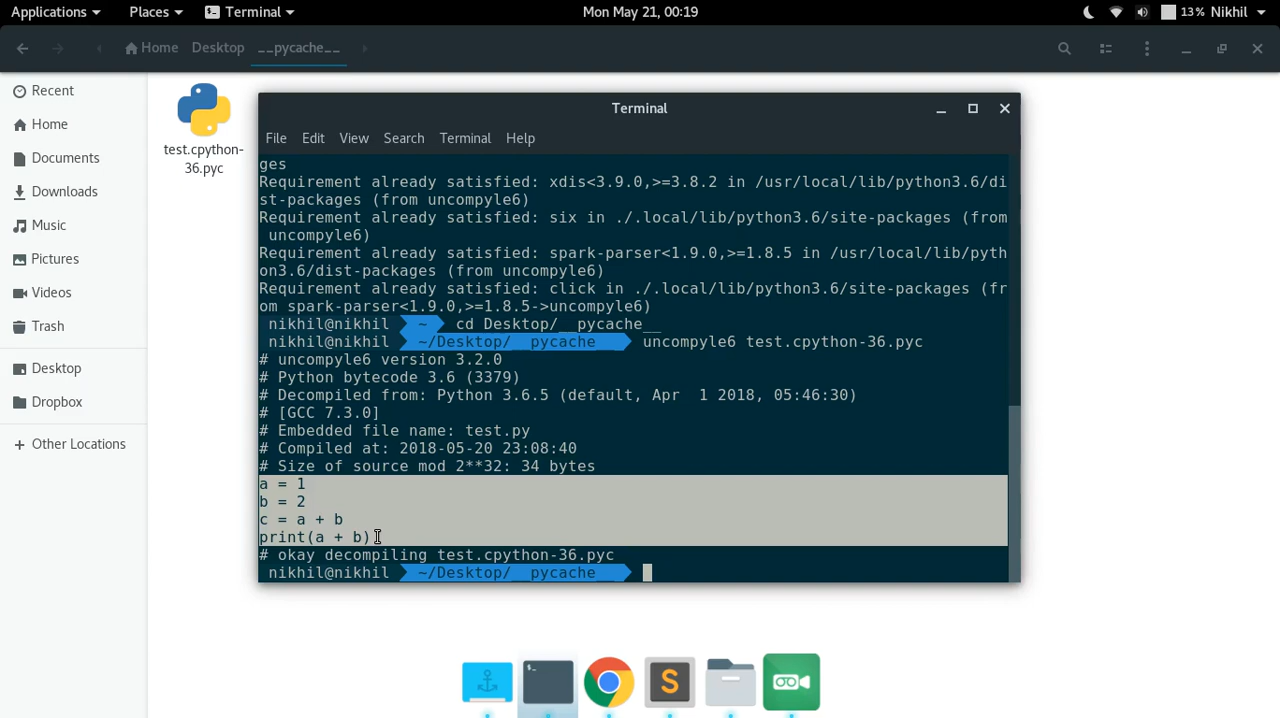 Applications Places Terminal Mon May 21, 00:19 13% Nikhil
Home Desktop __pycache__
Recent
Home
Documents
Downloads
Music
Pictures
Videos
Trash
Desktop
Dropbox
Other Locations
test.cpython-
36.pyc
Terminal
File Edit View Search Terminal Help
ges
Requirement already satisfied: xdis<3.9.0,>=3.8.2 in /usr/local/lib/python3.6/di
st-packages (from uncompyle6)
Requirement already satisfied: six in ./.local/lib/python3.6/site-packages (from
uncompyle6)
Requirement already satisfied: spark-parser<1.9.0,>=1.8.5 in /usr/local/lib/pyth
on3.6/dist-packages (from uncompyle6)
Requirement already satisfied: click in ./.local/lib/python3.6/site-packages (fr
om spark-parser<1.9.0,>=1.8.5->uncompyle6)
nikhil@nikhil ~ cd Desktop/__pycache__
nikhil@nikhil ~/Desktop/__pycache__ uncompyle6 test.cpython-36.pyc
# uncompyle6 version 3.2.0
# Python bytecode 3.6 (3379)
# Decompiled from: Python 3.6.5 (default, Apr  1 2018, 05:46:30)
# [GCC 7.3.0]
# Embedded file name: test.py
# Compiled at: 2018-05-20 23:08:40
# Size of source mod 2**32: 34 bytes
a = 1
b = 2
c = a + b
print(a + b)
# okay decompiling test.cpython-36.pyc
nikhil@nikhil ~/Desktop/__pycache__
S